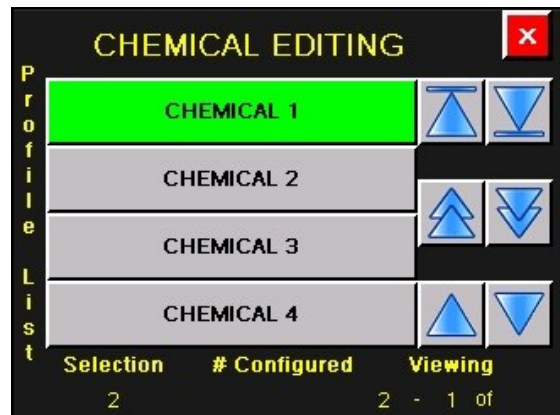 CHEMICAL EDITING
Profile List
CHEMICAL 1
CHEMICAL 2
CHEMICAL 3
CHEMICAL 4
Selection # Configured Viewing
2 2 - 1 of